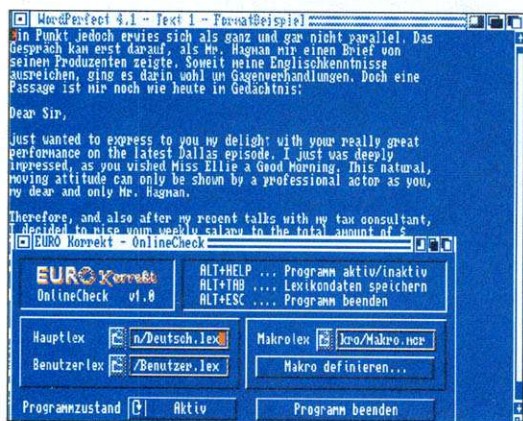 WordPerfect 4.1 - Text 1 - FormatBeispiel
in Punkt jedoch erwies sich als ganz und gar nicht parallel. Das
Gespräch kam erst darauf, als Mr. Hagman mir einen Brief von
seinem Produzenten zeigte. Soweit meine Englischkenntnisse
ausreichen, ging es darin wohl um Gagenverhandlungen. Doch eine
Passage ist mir noch wie heute im Gedächtnis:
Dear Sir,
just wanted to express to you my delight with your really great
performance on the latest Dallas episode. I just was deeply
impressed, as you wished Miss Ellie a Good Morning. This natural,
moving attitude can only be shown by a professional actor as you,
my dear and only Mr. Hagman.
Therefore, and also after my recent talks with my tax consultant,
I decided to rise your weekly salary to the total amount of $
EURO Korrekt - OnlineCheck
EURO Korrekt
OnlineCheck v1.0
ALT+HELP .... Programm aktiv/inaktiv
ALT+TAB .... Lexikondaten speichern
ALT+ESC .... Programm beenden
Hauptlex n/Deutsch.lex
Makrolex kro/Makro.mcr
Benutzerlex /Benutzer.lex
Makro definieren...
Programmzustand Aktiv
Programm beenden